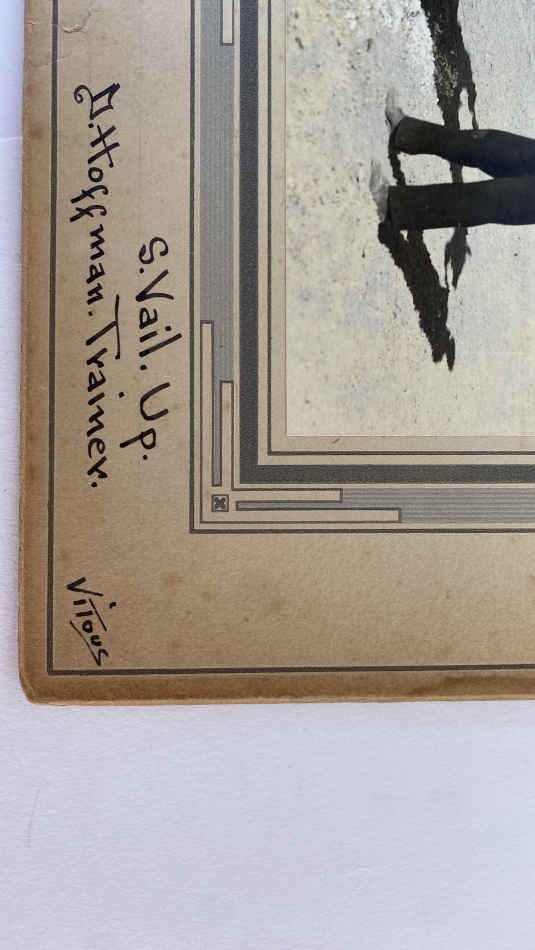 S. Vail. Up.
D. Hoffman. Trainer.
Vitous